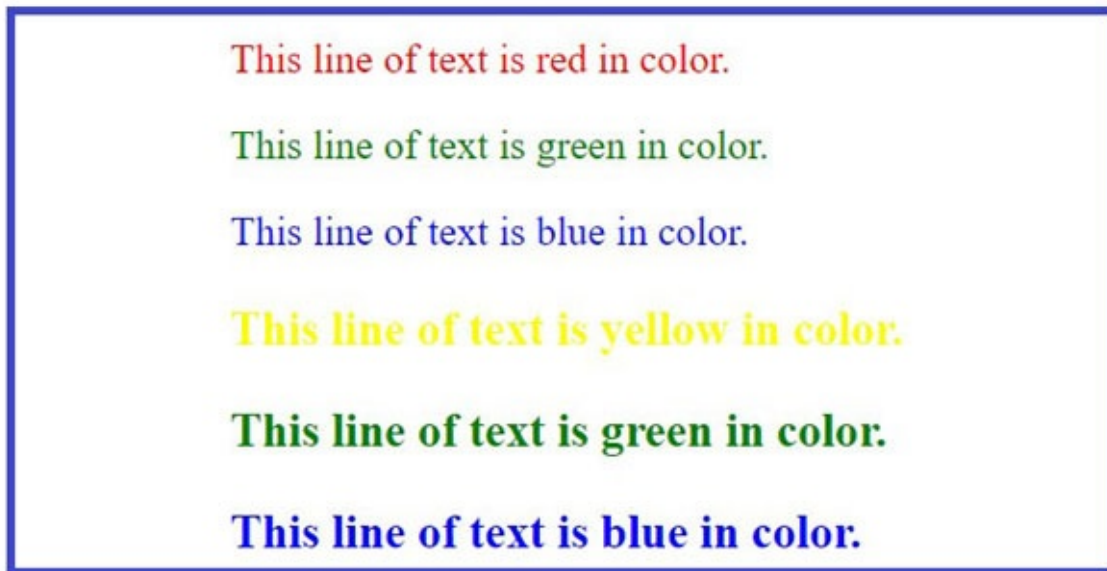 This line of text is red in color.
This line of text is green in color.
This line of text is blue in color.
This line of text is yellow in color.
This line of text is green in color.
This line of text is blue in color.